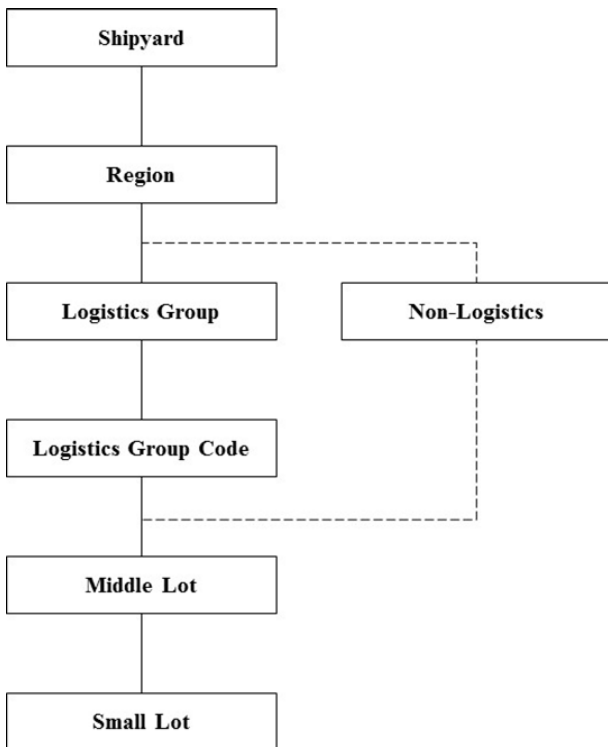 Shipyard
Region
Logistics Group
Non-Logistics
Logistics Group Code
Middle Lot
Small Lot